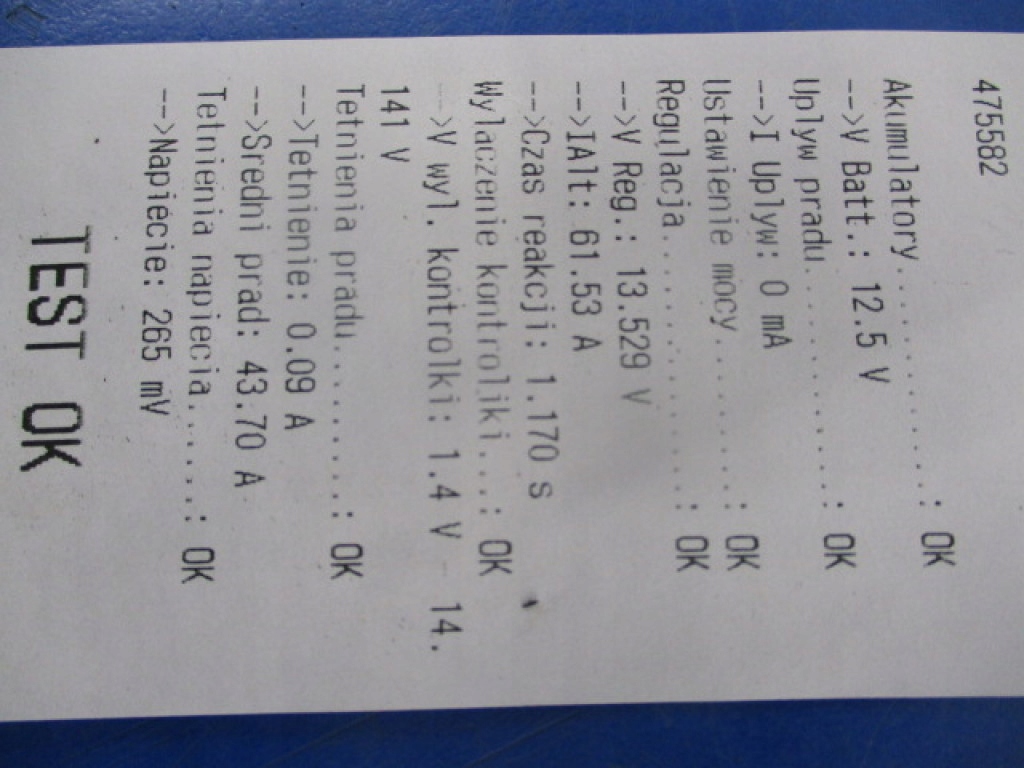 475582
Akumulatory..............: OK
-->V Batt.: 12.5 V
Uplyw pradu..............: OK
-->I Uplyw: 0 mA
Ustawienie mocy..........: OK
Regulacja................: OK
-->V Reg.: 13.529 V
-->IAlt: 61.53 A
-->Czas reakcji: 1.170 s
Wylaczenie kontrolki...: OK
-->V wyl. kontrolki: 1.4 V 14.
141 V
Tetnienia pradu..........: OK
-->Tetnienie: 0.09 A
-->Sredni prad: 43.70 A
Tetnienia napiecia......: OK
-->Napiecie: 265 mV
TEST OK